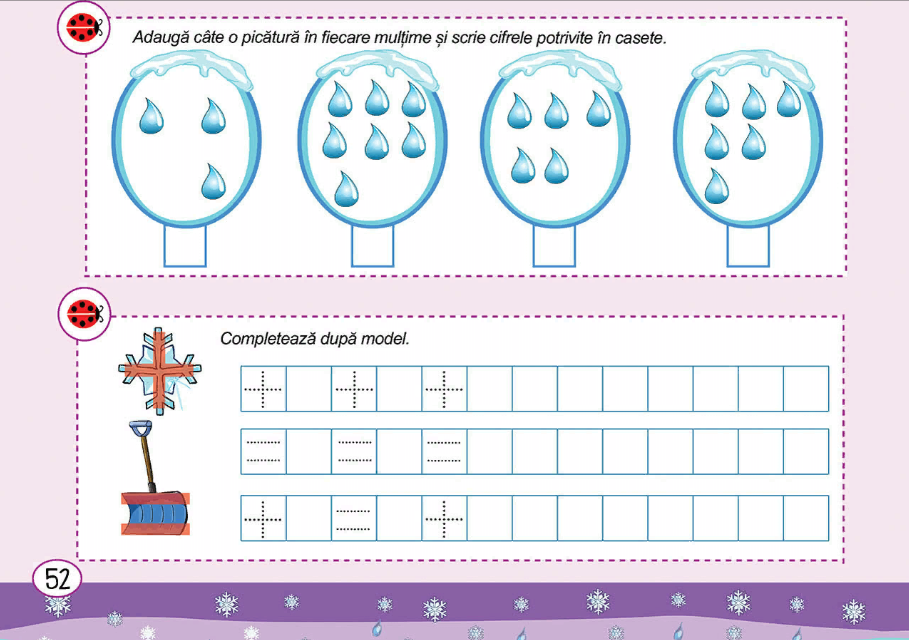 Adaugă câte o picătură în fiecare mulțime și scrie cifrele potrivite în casete.
Completează după model.
+ + +
= = =
+ = +
52